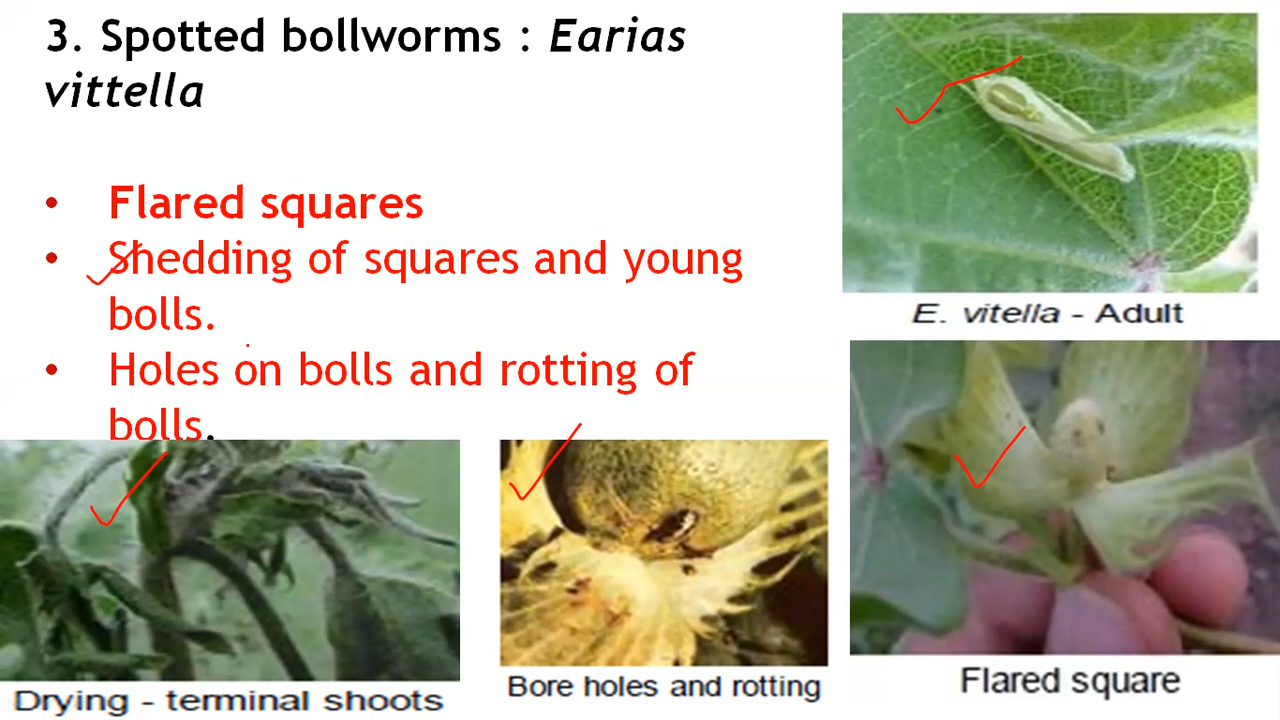 3. Spotted bollworms : Earias
vittella
• Flared squares
• Shedding of squares and young
bolls.
• Holes on bolls and rotting of
bolls.
E. vitella - Adult
Drying - terminal shoots
Bore holes and rotting
Flared square